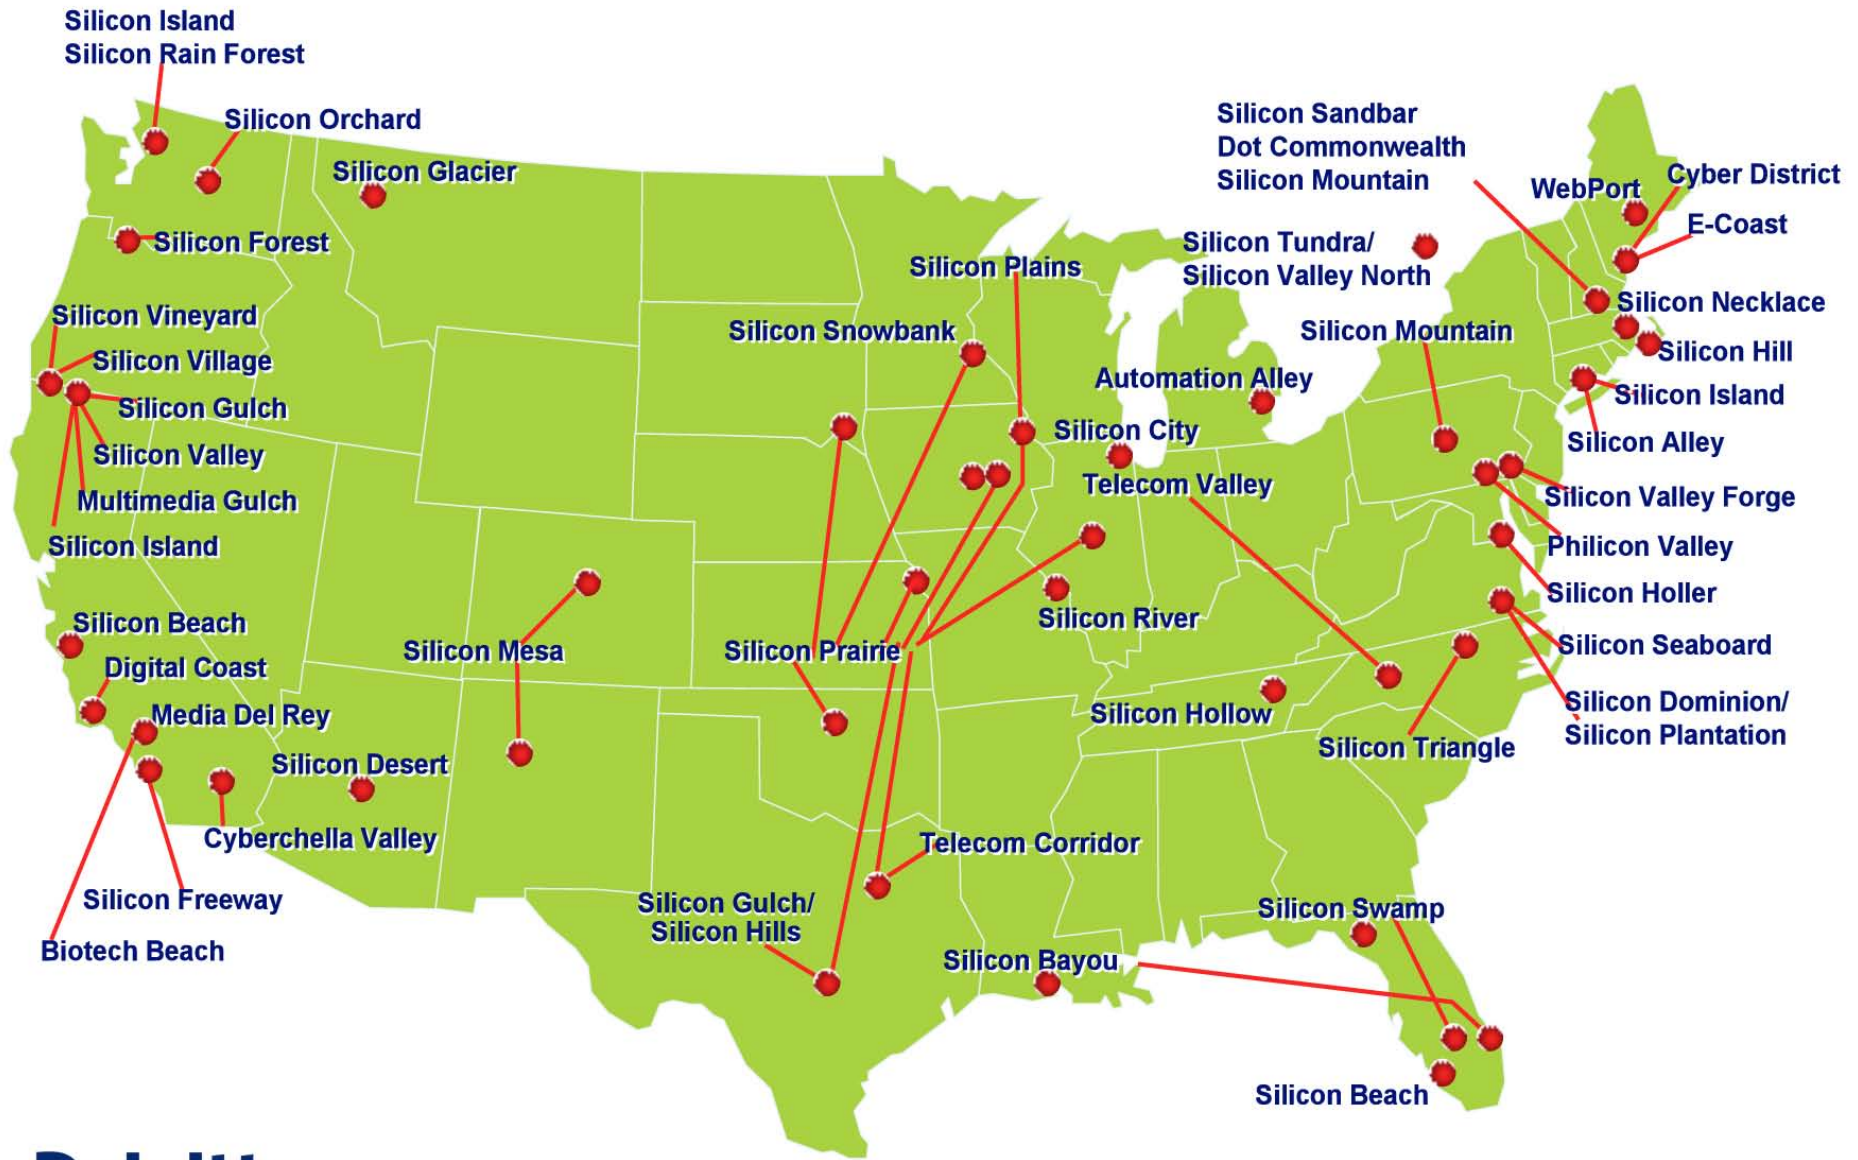 Silicon Island
Silicon Rain Forest
Silicon Orchard
Silicon Glacier
Silicon Forest
Silicon Vineyard
Silicon Village
Silicon Gulch
Silicon Valley
Multimedia Gulch
Silicon Island
Silicon Beach
Digital Coast
Media Del Rey
Silicon Desert
Cyberchella Valley
Silicon Freeway
Biotech Beach
Silicon Mesa
Silicon Plains
Silicon Snowbank
Automation Alley
Silicon City
Telecom Valley
Silicon River
Silicon Prairie
Silicon Hollow
Telecom Corridor
Silicon Gulch/
Silicon Hills
Silicon Bayou
Silicon Swamp
Silicon Beach
Silicon Sandbar
Dot Commonwealth
Silicon Mountain
Silicon Tundra/
Silicon Valley North
Silicon Mountain
WebPort
Cyber District
E-Coast
Silicon Necklace
Silicon Hill
Silicon Island
Silicon Alley
Silicon Valley Forge
Philicon Valley
Silicon Holler
Silicon Seaboard
Silicon Dominion/
Silicon Plantation
Silicon Triangle